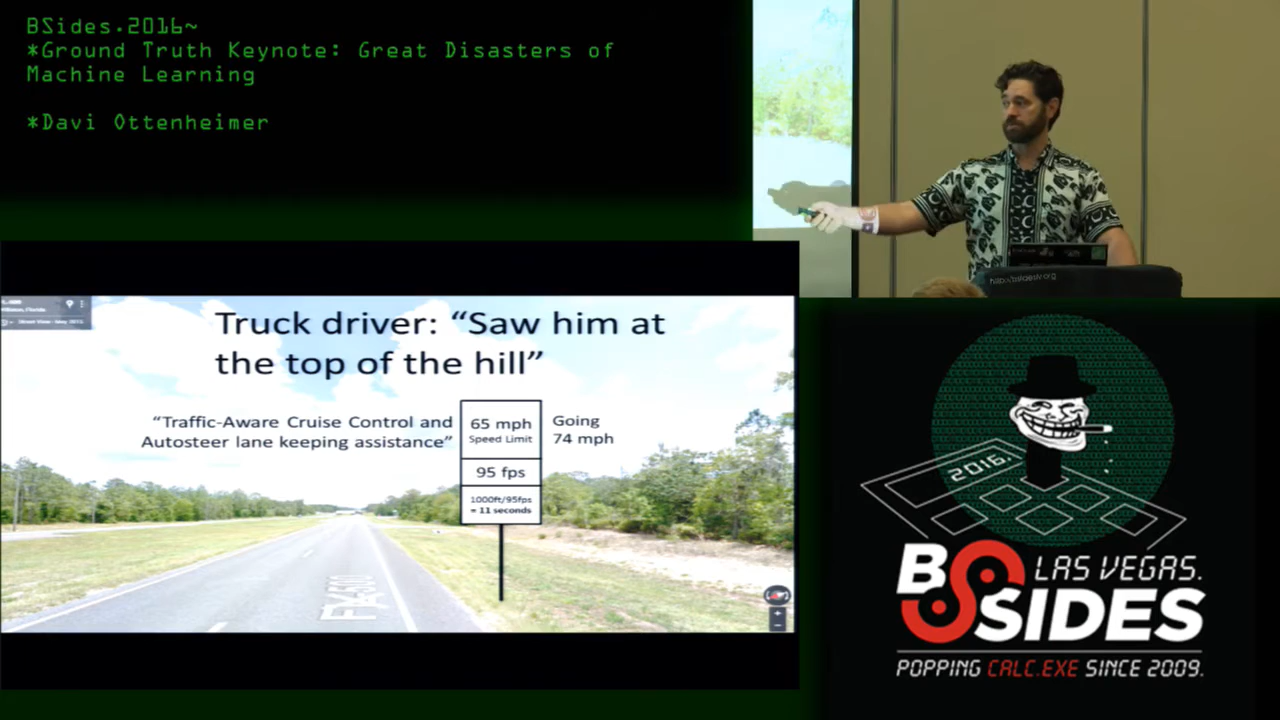 BSides.2016~
*Ground Truth Keynote: Great Disasters of
Machine Learning
*Davi Ottenheimer
Truck driver: “Saw him at
the top of the hill”
“Traffic-Aware Cruise Control and
Autosteer lane keeping assistance”
65 mph
Speed Limit
Going
74 mph
95 fps
1000ft/95fps
= 11 seconds
2016.
BSIDES
LAS VEGAS.
POPPING CALC.EXE SINCE 2009.